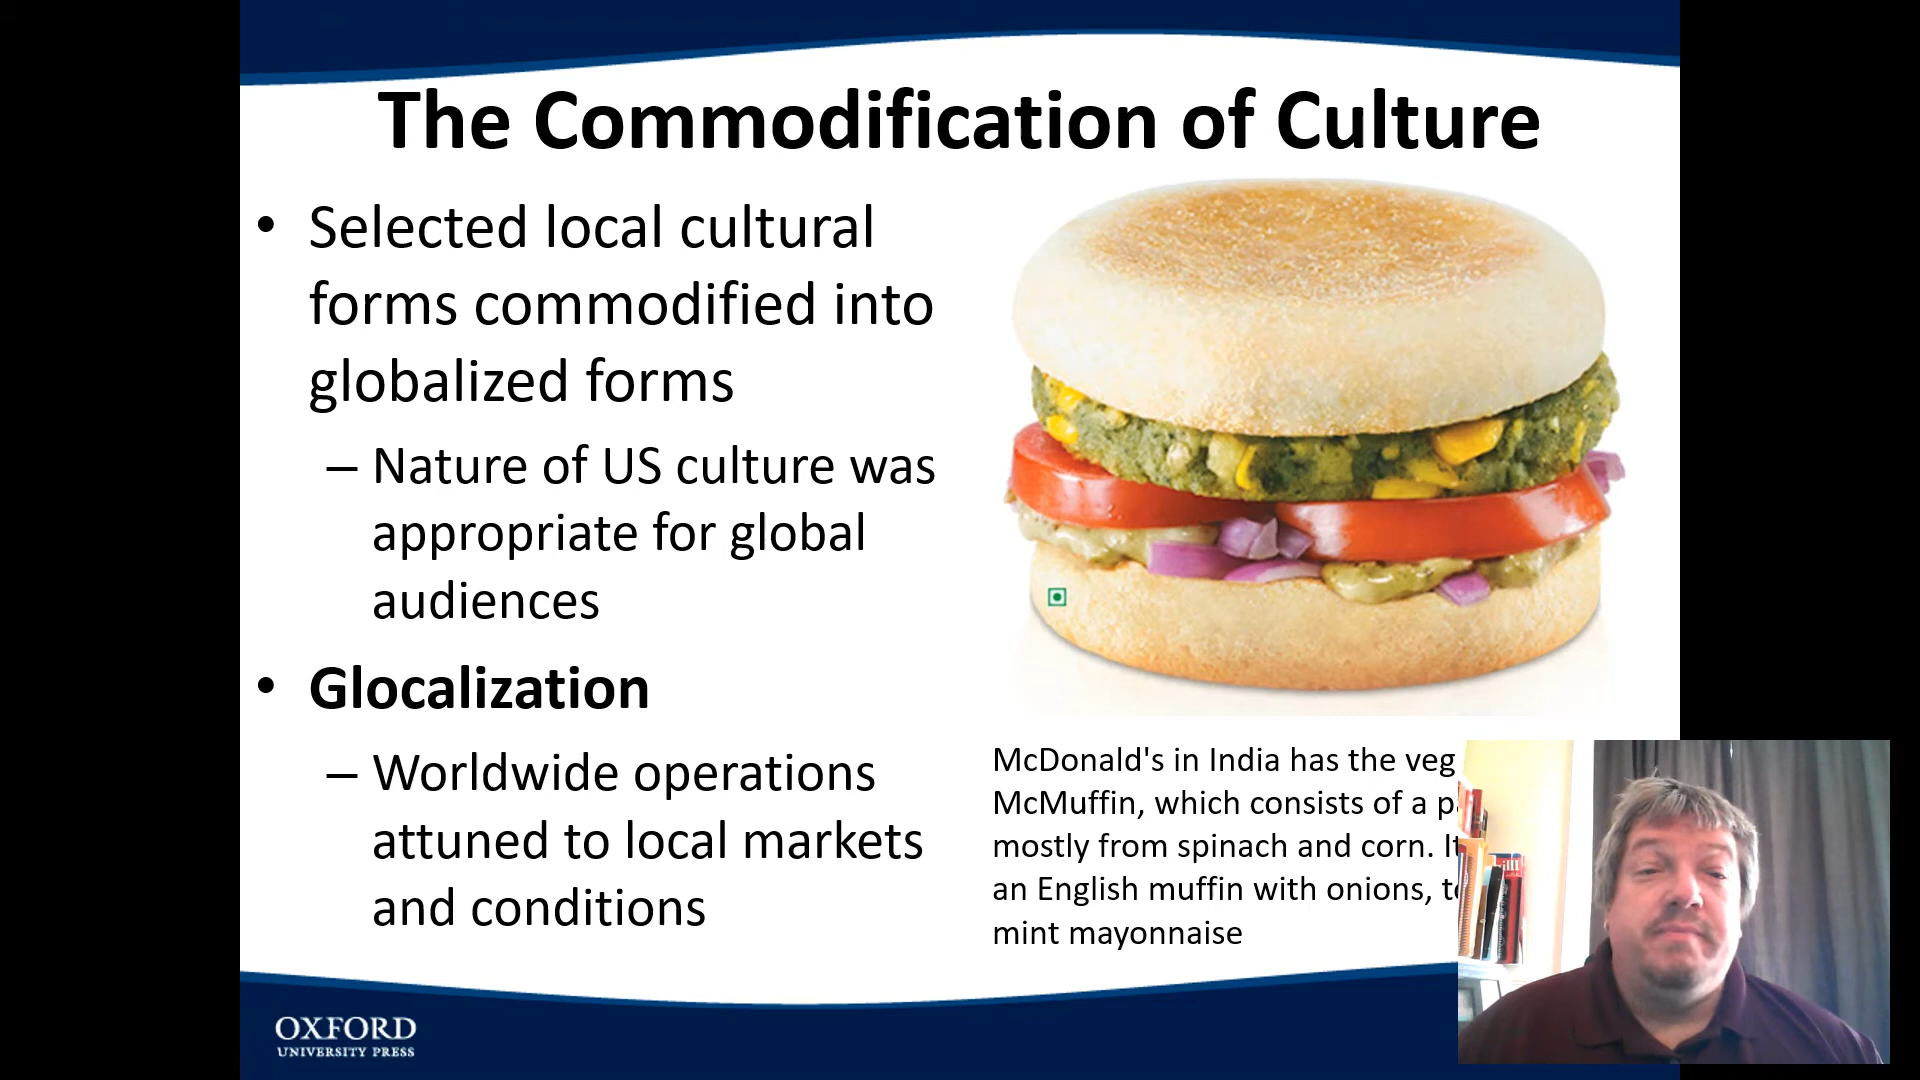 The Commodification of Culture
• Selected local cultural
forms commodified into
globalized forms
– Nature of US culture was
appropriate for global
audiences
• Glocalization
– Worldwide operations
attuned to local markets
and conditions
McDonald's in India has the veg
McMuffin, which consists of a
mostly from spinach and corn.
an English muffin with onions,
mint mayonnaise
OXFORD
UNIVERSITY PRESS